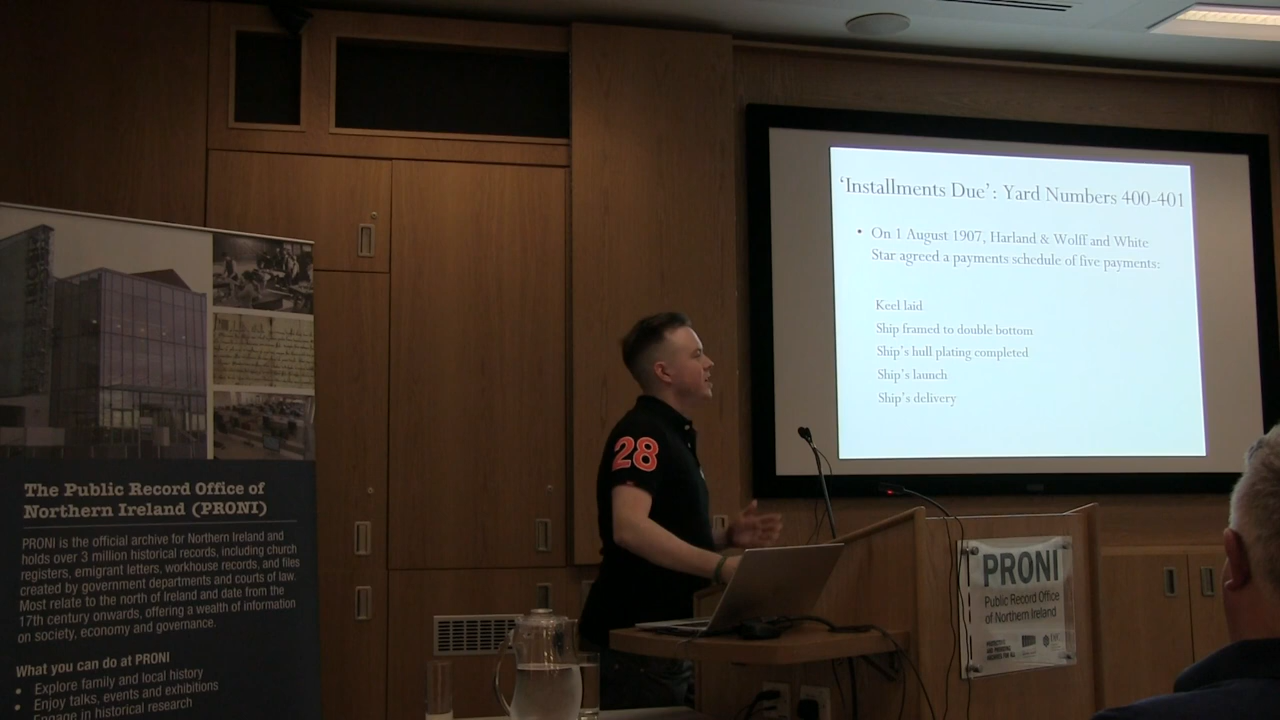 The Public Record Office of
Northern Ireland (PRONI)
PRONI is the official archive for Northern Ireland and
holds over 3 million historical records, including church
registers, emigrant letters, workhouse records, and files
created by government departments and courts of law.
Most relate to the north of Ireland and date from the
17th century onwards, offering a wealth of information
on society, economy and governance.
What you can do at PRONI
• Explore family and local history
• Enjoy talks, events and exhibitions
• Engage in historical research
28
'Installments Due': Yard Numbers 400-401
• On 1 August 1907, Harland & Wolff and White
Star agreed a payments schedule of five payments:
Keel laid
Ship framed to double bottom
Ship's hull plating completed
Ship's launch
Ship's delivery
PRONI
Public Record Office
of Northern Ireland